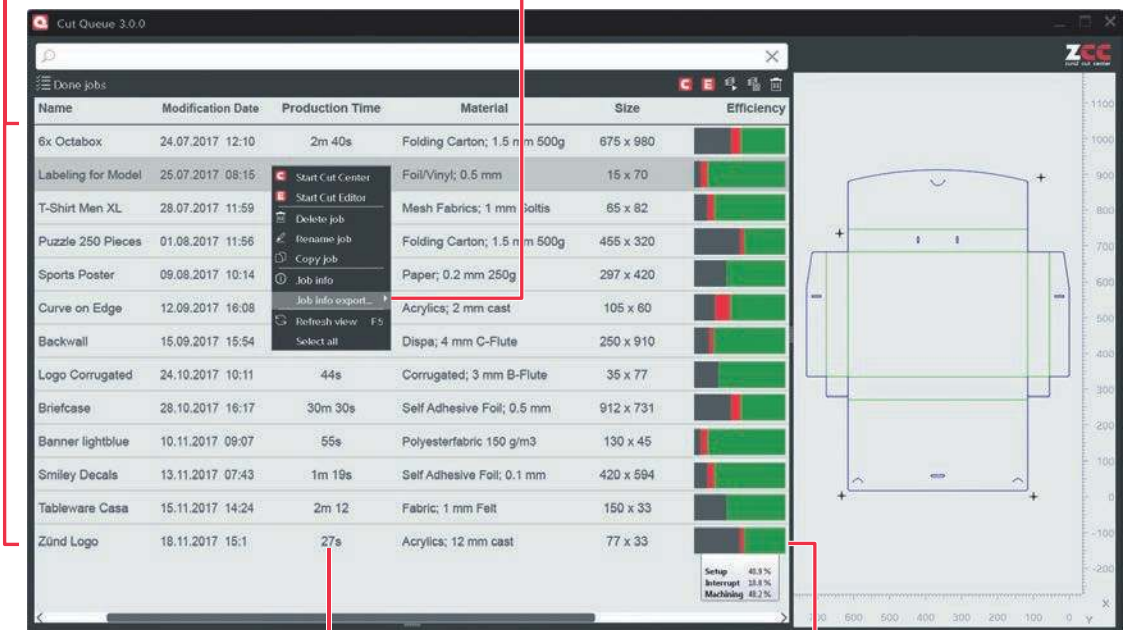 Cut Queue 3.0.0
ZCC
zund cut center
Done jobs
C E
Name Modification Date Production Time Material Size Efficiency
6x Octabox 24.07.2017 12:10 2m 40s Folding Carton; 1.5 mm 500g 675 x 980
Labeling for Model 25.07.2017 08:15 Foil/Vinyl; 0.5 mm 15 x 70
T-Shirt Men XL 28.07.2017 11:59 Mesh Fabrics; 1 mm Soltis 65 x 82
Puzzle 250 Pieces 01.08.2017 11:56 Folding Carton; 1.5 mm 500g 455 x 320
Sports Poster 09.08.2017 10:14 Paper; 0.2 mm 250g 297 x 420
Curve on Edge 12.09.2017 16:08 Acrylics; 2 mm cast 105 x 60
Backwall 15.09.2017 15:54 Dispa; 4 mm C-Flute 250 x 910
Logo Corrugated 24.10.2017 10:11 44s Corrugated; 3 mm B-Flute 35 x 77
Briefcase 28.10.2017 16:17 30m 30s Self Adhesive Foil; 0.5 mm 912 x 731
Banner lightblue 10.11.2017 09:07 55s Polyesterfabric 150 g/m3 130 x 45
Smiley Decals 13.11.2017 07:43 1m 19s Self Adhesive Foil; 0.1 mm 420 x 594
Tableware Casa 15.11.2017 14:24 2m 12 Fabric; 1 mm Felt 150 x 33
Zünd Logo 18.11.2017 15:1 27s Acrylics; 12 mm cast 77 x 33
C Start Cut Center
E Start Cut Editor
Delete job
Rename job
Copy job
Job info
Job info export...
Refresh view F5
Select all
Setup
Interrupt
Machining
1100
1000
900
800
700
600
500
400
300
200
100
0
-100
-200
X
600 500 400 300 200 100 0 Y